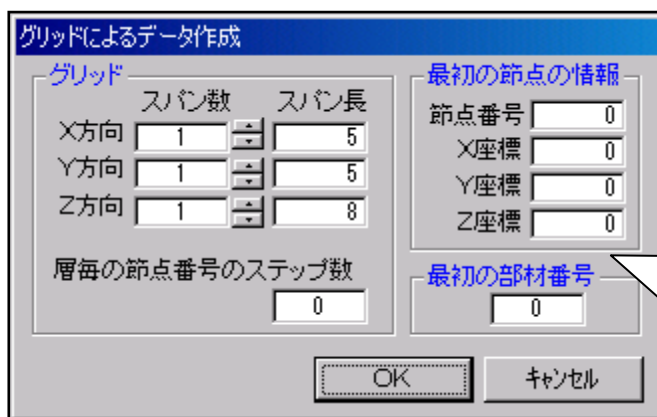 グリッドによるデータ作成
グリッド
スパン数 スパン長
X方向 1 5
Y方向 1 5
Z方向 1 8
層毎の節点番号のステップ数
0
最初の節点の情報
節点番号 0
X座標 0
Y座標 0
Z座標 0
最初の部材番号
0
OK キャンセル